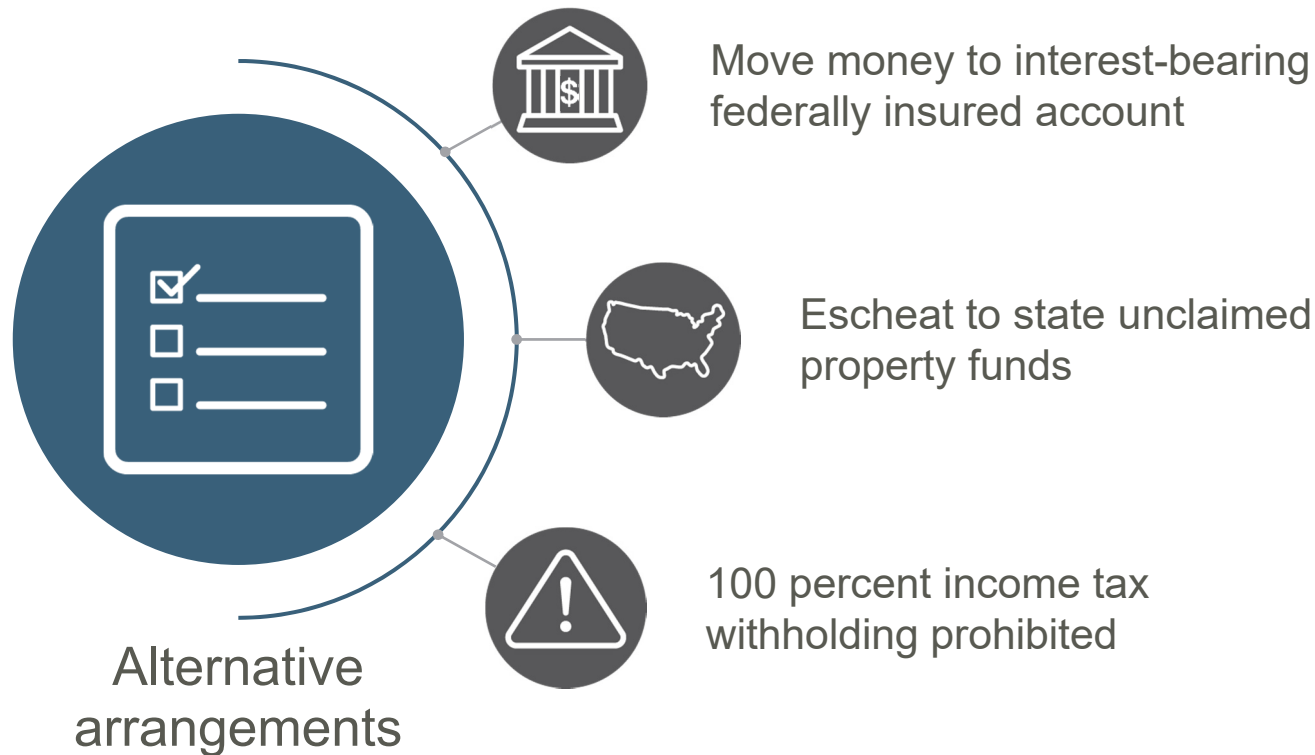 $
Move money to interest-bearing
federally insured account
Escheat to state unclaimed
property funds
100 percent income tax
withholding prohibited
Alternative
arrangements